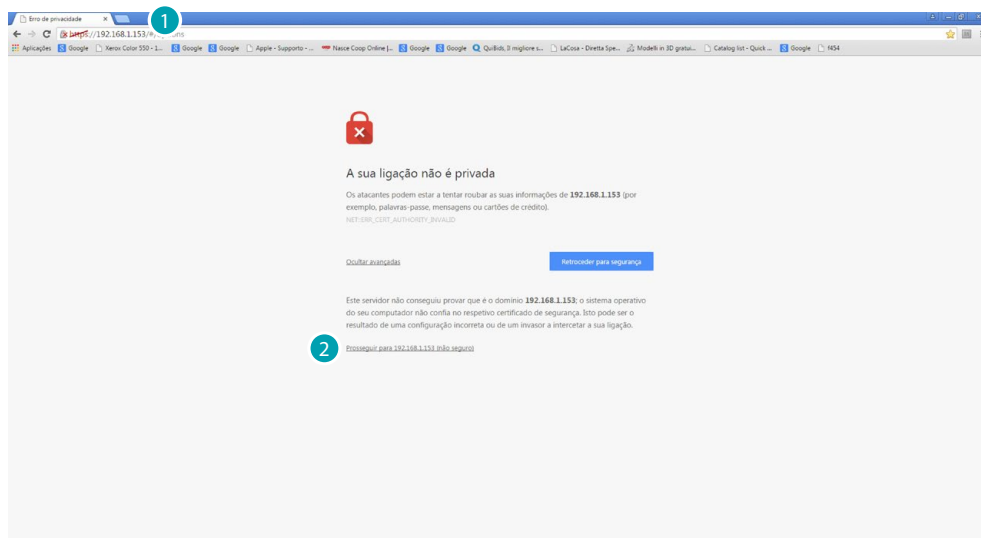 Erro de privacidade
1
https://192.168.1.153/#/
Aplicações Xerox Color 550 - 1... Google Google Apple - Supporto - ... Nasce Coop Online |... Google Google QuiBids, Il migliore s... LaCosa - Diretta Spe... Modelli in 3D gratui... Catalog list - Quick ... Google f454
A sua ligação não é privada
Os atacantes podem estar a tentar roubar as suas informações de 192.168.1.153 (por
exemplo, palavras-passe, mensagens ou cartões de crédito).
NET::ERR_CERT_AUTHORITY_INVALID
Ocultar avançadas
Retroceder para segurança
Este servidor não conseguiu provar que é o domínio 192.168.1.153; o sistema operativo
do seu computador não confia no respetivo certificado de segurança. Isto pode ser o
resultado de uma configuração incorreta ou de um invasor a intercetar a sua ligação.
2
Prosseguir para 192.168.1.153 (não seguro)